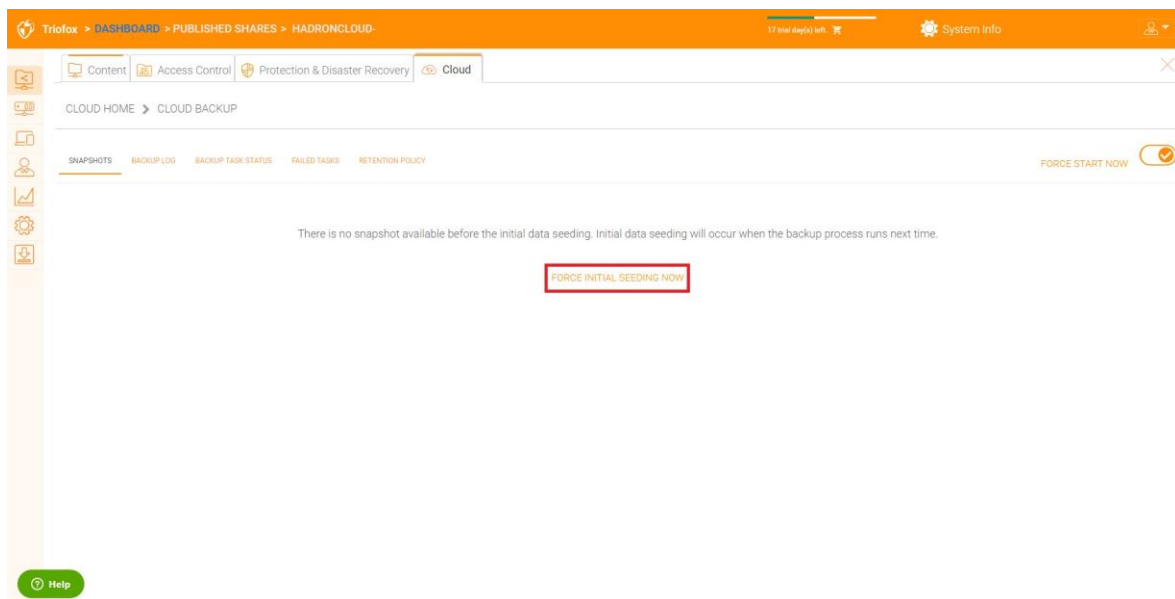 Triofox > DASHBOARD > PUBLISHED SHARES > HADRONCLOUD-
17 trial day(s) left.
System Info
Content
Access Control
Protection & Disaster Recovery
Cloud
CLOUD HOME > CLOUD BACKUP
SNAPSHOTS
BACKUP LOG
BACKUP TASK STATUS
FAILED TASKS
RETENTION POLICY
FORCE START NOW
There is no snapshot available before the initial data seeding. Initial data seeding will occur when the backup process runs next time.
FORCE INITIAL SEEDING NOW
Help